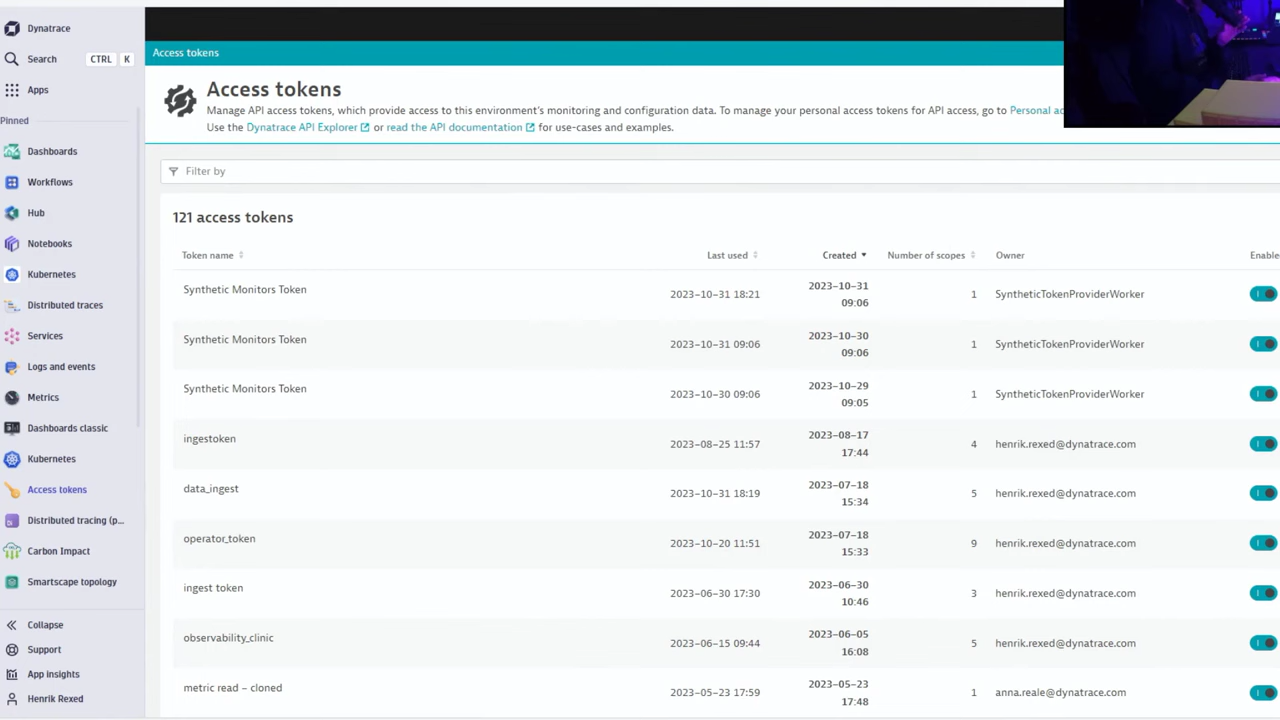 Dynatrace
Search CTRL K
Apps
Pinned
Dashboards
Workflows
Hub
Notebooks
Kubernetes
Distributed traces
Services
Logs and events
Metrics
Dashboards classic
Kubernetes
Access tokens
Distributed tracing (p...
Carbon Impact
Smartscape topology
Collapse
Support
App insights
Henrik Rexed
Access tokens
Access tokens
Manage API access tokens, which provide access to this environment's monitoring and configuration data. To manage your personal access tokens for API access, go to Personal
Use the Dynatrace API Explorer or read the API documentation for use-cases and examples.
Filter by
121 access tokens
Token name Last used Created Number of scopes Owner
Synthetic Monitors Token 2023-10-31 18:21 2023-10-31 09:06 1 SyntheticTokenProviderWorker
Synthetic Monitors Token 2023-10-31 09:06 2023-10-30 09:06 1 SyntheticTokenProviderWorker
Synthetic Monitors Token 2023-10-30 09:06 2023-10-29 09:05 1 SyntheticTokenProviderWorker
ingestoken 2023-08-25 11:57 2023-08-17 17:44 4 henrik.rexed@dynatrace.com
data_ingest 2023-10-31 18:19 2023-07-18 15:34 5 henrik.rexed@dynatrace.com
operator_token 2023-10-20 11:51 2023-07-18 15:33 9 henrik.rexed@dynatrace.com
ingest token 2023-06-30 17:30 2023-06-30 10:46 3 henrik.rexed@dynatrace.com
observability_clinic 2023-06-15 09:44 2023-06-05 16:08 5 henrik.rexed@dynatrace.com
metric read – cloned 2023-05-23 17:59 2023-05-23 17:48 1 anna.reale@dynatrace.com